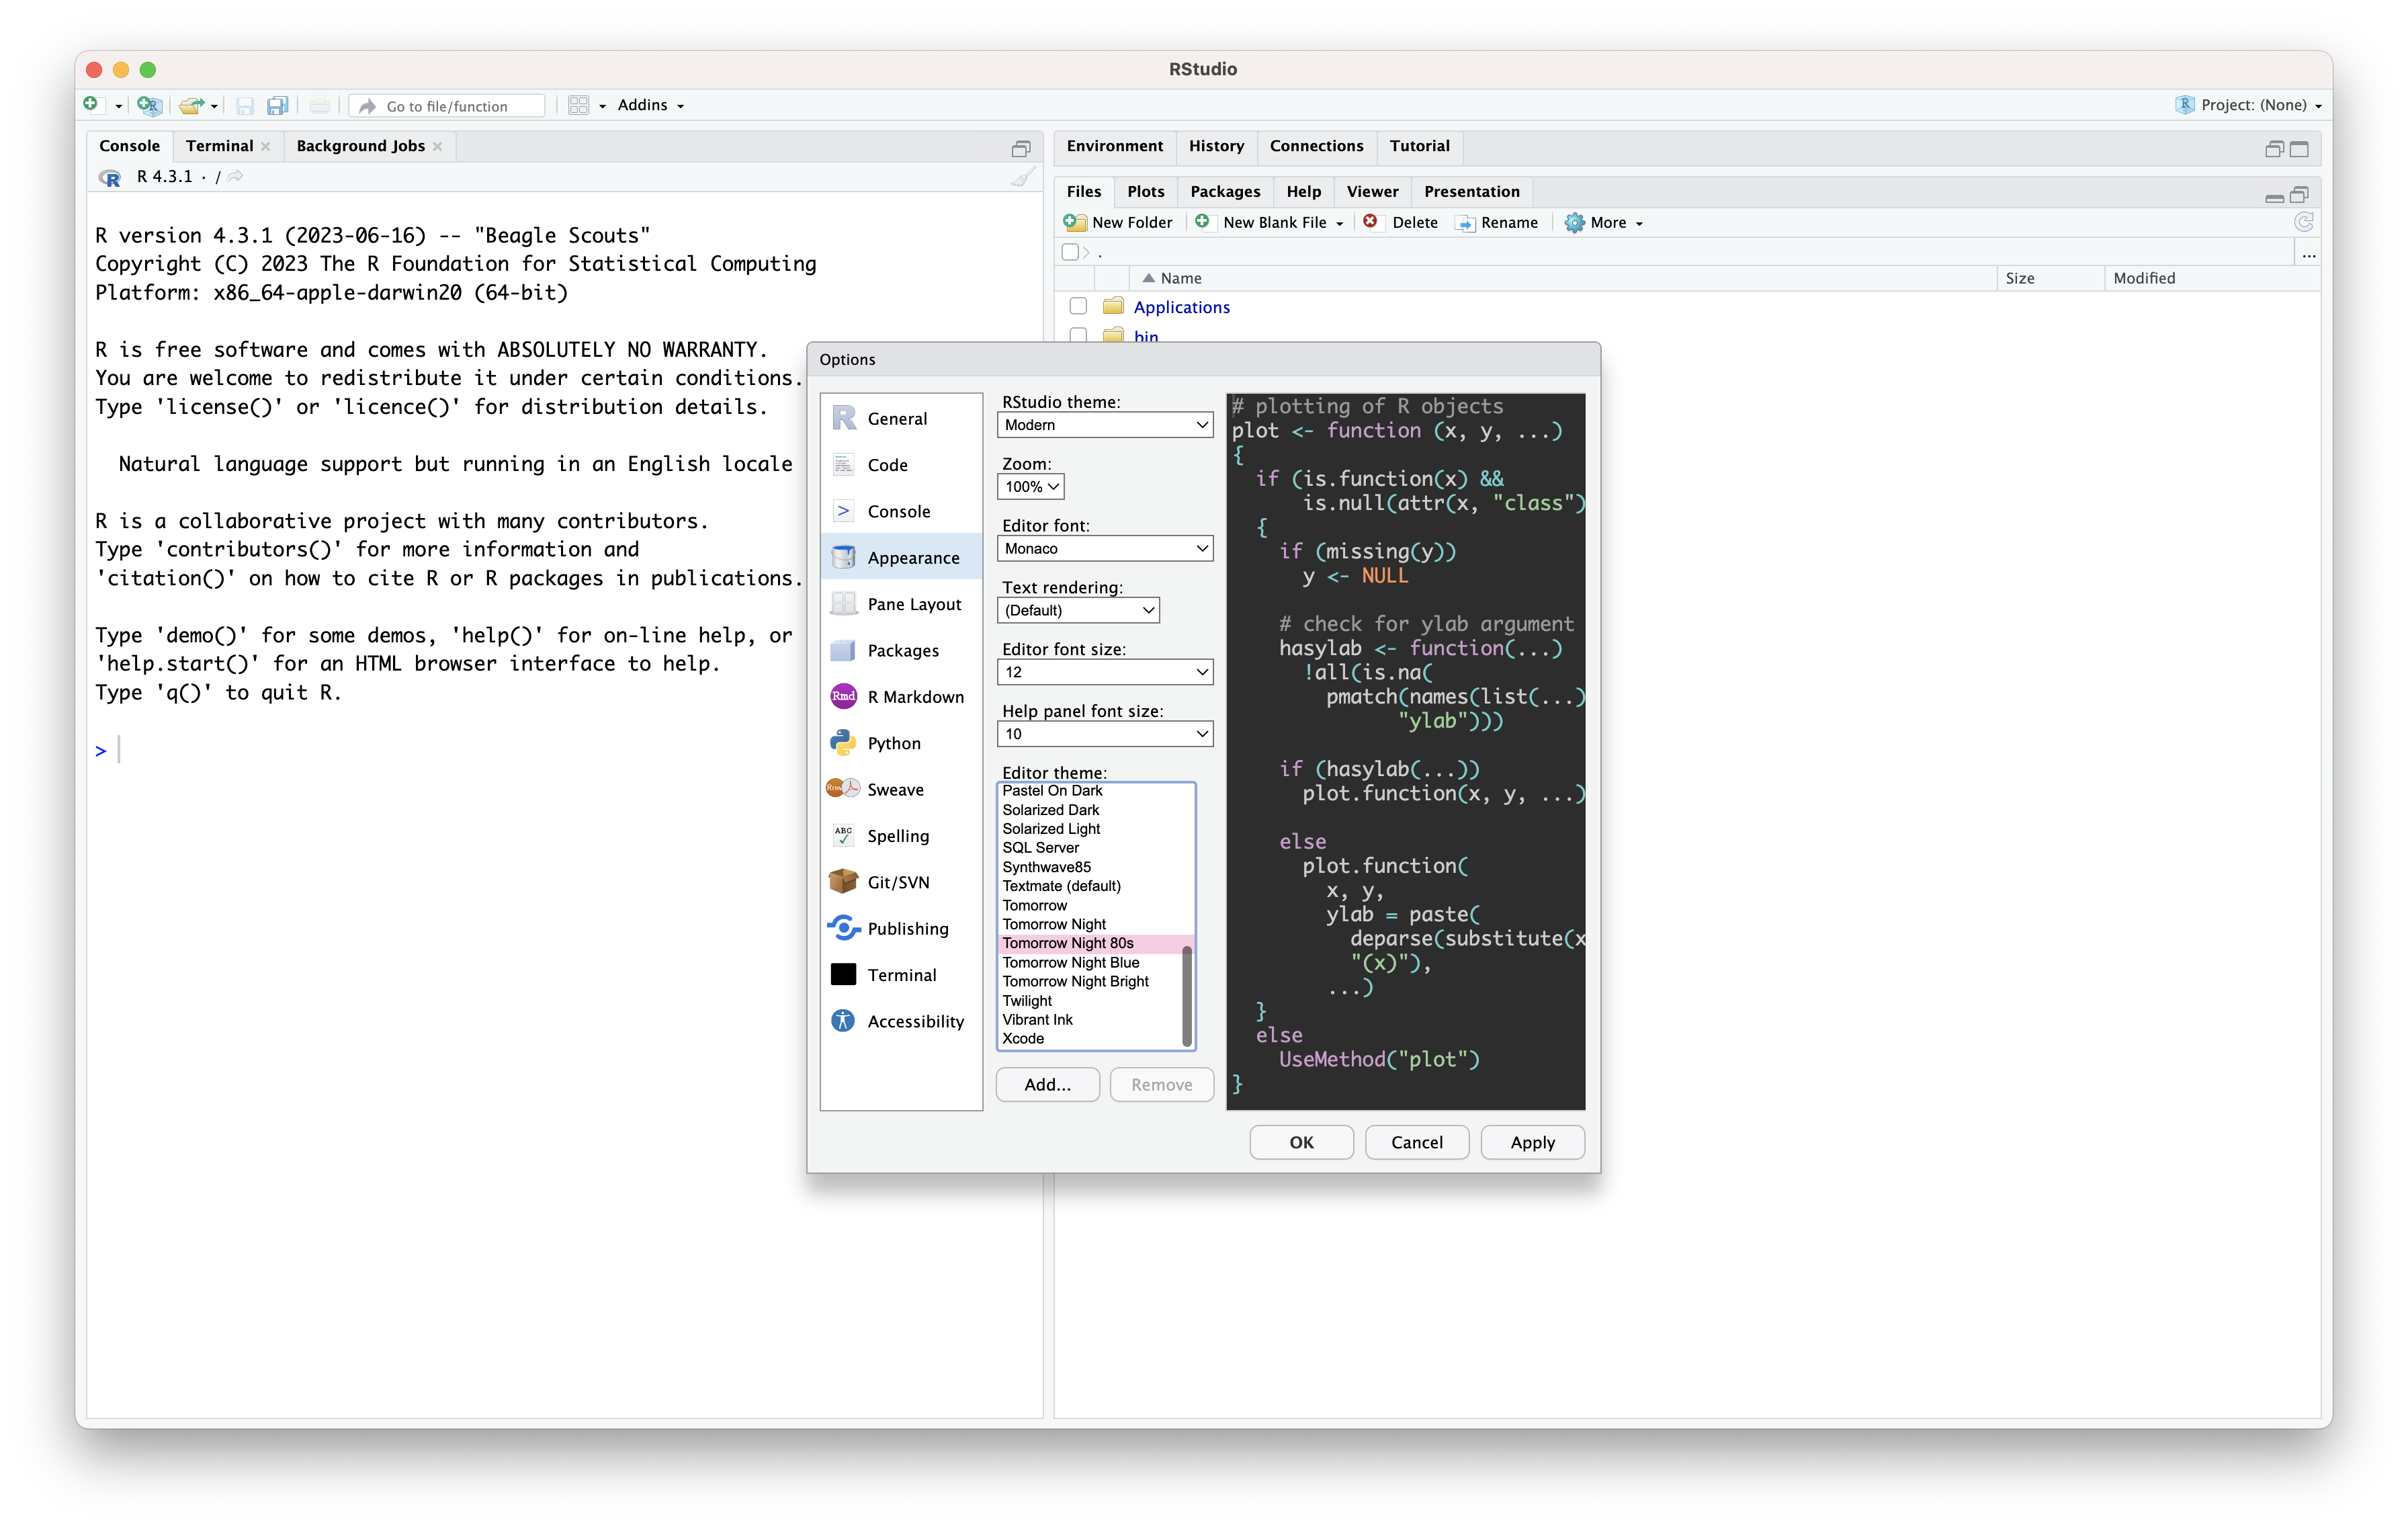 RStudio
Go to file/function
Addins
Project: (None)
Console
Terminal
Background Jobs
R 4.3.1 · /
R version 4.3.1 (2023-06-16) -- "Beagle Scouts"
Copyright (C) 2023 The R Foundation for Statistical Computing
Platform: x86_64-apple-darwin20 (64-bit)
R is free software and comes with ABSOLUTELY NO WARRANTY.
You are welcome to redistribute it under certain conditions.
Type 'license()' or 'licence()' for distribution details.
Natural language support but running in an English locale
R is a collaborative project with many contributors.
Type 'contributors()' for more information and
'citation()' on how to cite R or R packages in publications.
Type 'demo()' for some demos, 'help()' for on-line help, or
'help.start()' for an HTML browser interface to help.
Type 'q()' to quit R.
>
Environment
History
Connections
Tutorial
Files
Plots
Packages
Help
Viewer
Presentation
New Folder
New Blank File
Delete
Rename
More
.
...
Name
Size
Modified
Applications
bin
Options
General
Code
Console
Appearance
Pane Layout
Packages
R Markdown
Python
Sweave
Spelling
Git/SVN
Publishing
Terminal
Accessibility
RStudio theme:
Modern
Zoom:
100%
Editor font:
Monaco
Text rendering:
(Default)
Editor font size:
12
Help panel font size:
10
Editor theme:
Pastel On Dark
Solarized Dark
Solarized Light
SQL Server
Synthwave85
Textmate (default)
Tomorrow
Tomorrow Night
Tomorrow Night 80s
Tomorrow Night Blue
Tomorrow Night Bright
Twilight
Vibrant Ink
Xcode
Add...
Remove
# plotting of R objects
plot <- function (x, y, ...)
{
if (is.function(x) &&
is.null(attr(x, "class")
{
if (missing(y))
y <- NULL
# check for ylab argument
hasylab <- function(...)
!all(is.na(
pmatch(names(list(...)
"ylab")))
if (hasylab(...))
plot.function(x, y, ...)
else
plot.function(
x, y,
ylab = paste(
deparse(substitute(x
"(x)"),
...)
}
else
UseMethod("plot")
}
OK
Cancel
Apply